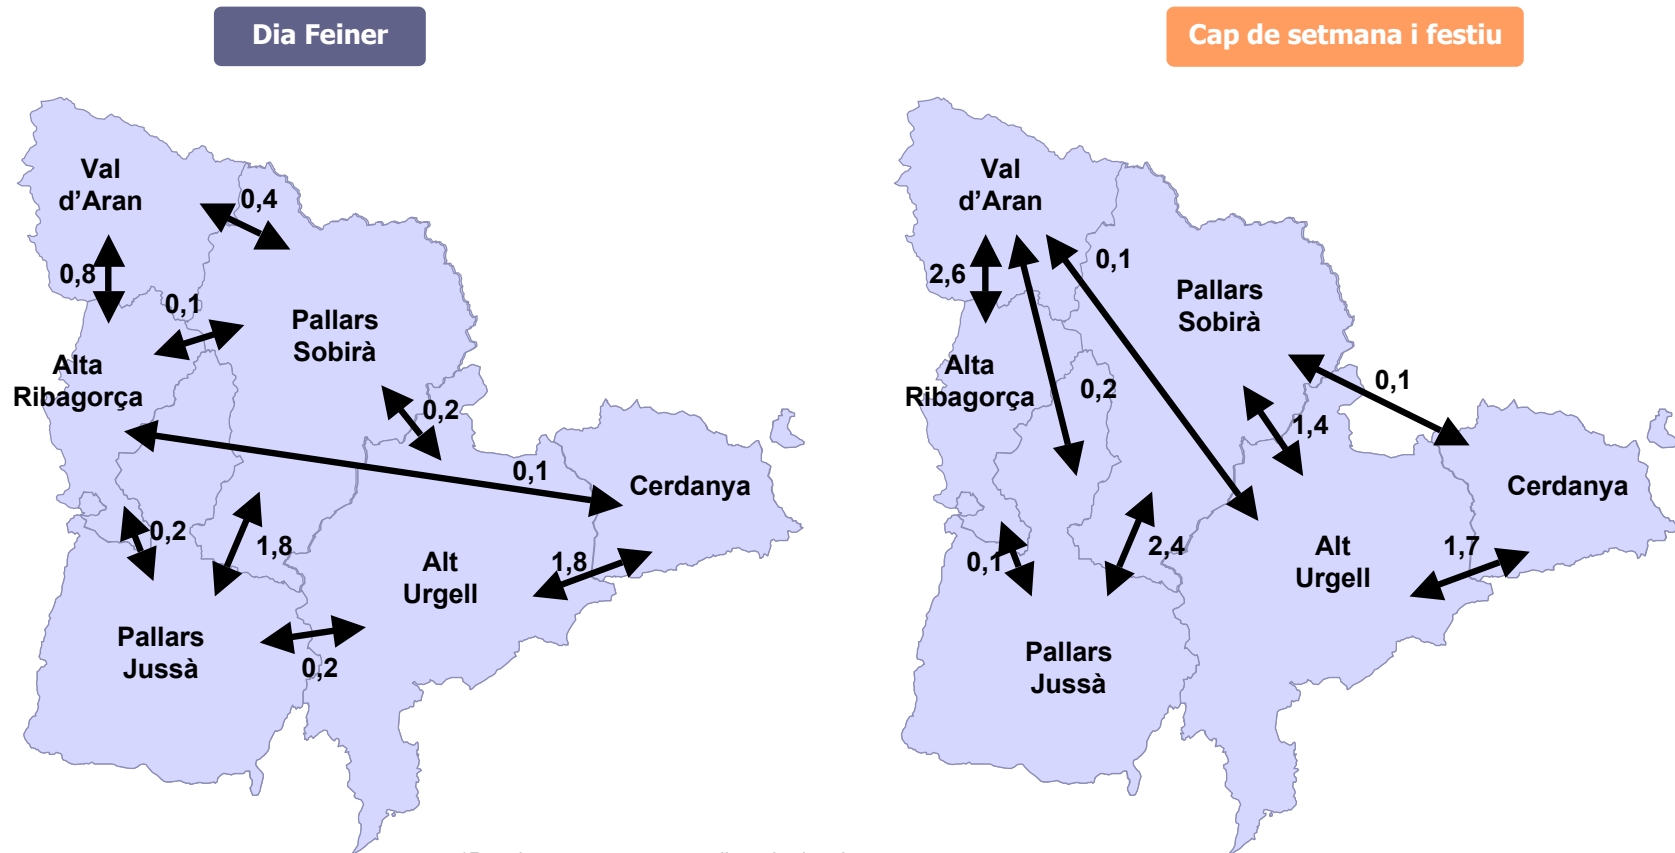 Dia Feiner
Val
d’Aran
0,4
0,8
0,1
Pallars
Sobirà
Alta
Ribagorça
0,2
0,1
Cerdanya
0,2
1,8
Alt
Urgell
1,8
Pallars
Jussà
0,2
Cap de setmana i festiu
Val
d’Aran
0,1
2,6
Pallars
Sobirà
Alta
Ribagorça
0,2
0,1
1,4
Cerdanya
0,1
2,4
Alt
Urgell
1,7
Pallars
Jussà